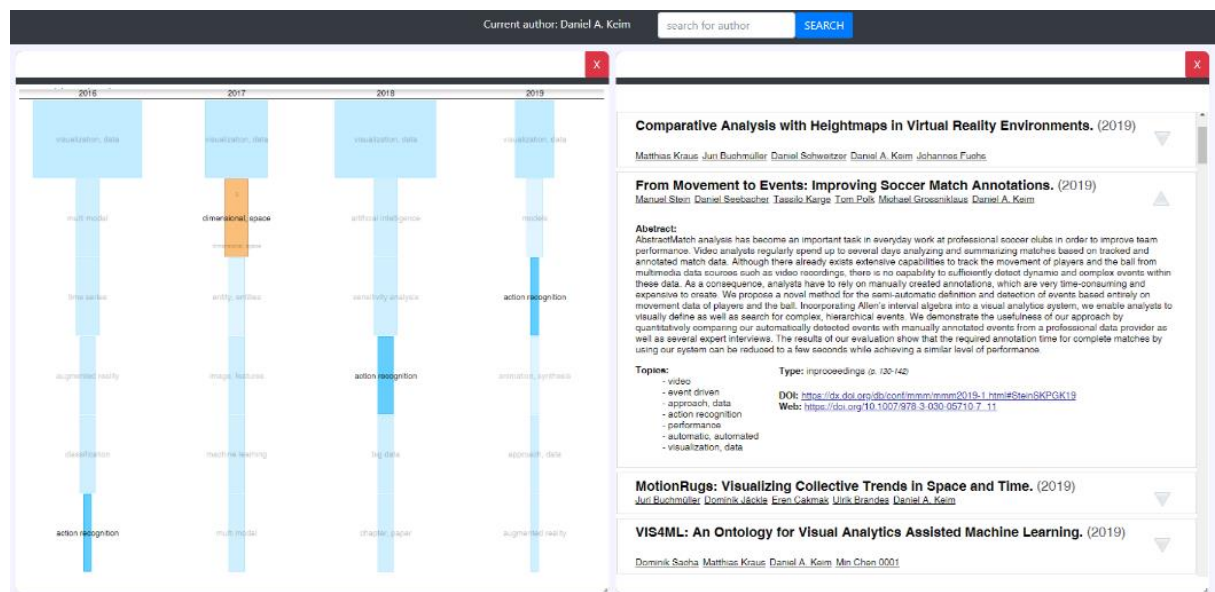 Current author: Daniel A. Keim
search for author
SEARCH
X
2016 2017 2018 2019
visualization, data visualization, data visualization, data visualization, data
multi modal dimensional, space artificial intelligence models
dimensional, space
time series entity, entities sensitivity analysis action recognition
augmented reality image, features action recognition animation, synthesis
classification machine learning big data approach, data
action recognition multi modal chapter, paper augmented reality
X
Comparative Analysis with Heightmaps in Virtual Reality Environments. (2019)
Matthias Kraus Juri Buchmüller Daniel Schweitzer Daniel A. Keim Johannes Fuchs
From Movement to Events: Improving Soccer Match Annotations. (2019)
Manuel Stein Daniel Seebacher Tassilo Karge Tom Polk Michael Grossniklaus Daniel A. Keim
Abstract:
AbstractMatch analysis has become an important task in everyday work at professional soccer clubs in order to improve team
performance. Video analysts regularly spend up to several days analyzing and summarizing matches based on tracked and
annotated match data. Although there already exists extensive capabilities to track the movement of players and the ball from
multimedia data sources such as video recordings, there is no capability to sufficiently detect dynamic and complex events within
these data. As a consequence, analysts have to rely on manually created annotations, which are very time-consuming and
expensive to create. We propose a novel method for the semi-automatic definition and detection of events based entirely on
movement data of players and the ball. Incorporating Allen's interval algebra into a visual analytics system, we enable analysts to
visually define as well as search for complex, hierarchical events. We demonstrate the usefulness of our approach by
quantitatively comparing our automatically detected events with manually annotated events from a professional data provider as
well as several expert interviews. The results of our evaluation show that the required annotation time for complete matches by
using our system can be reduced to a few seconds while achieving a similar level of performance.
Topics:
- video
- event driven
- approach, data
- action recognition
- performance
- automatic, automated
- visualization, data
Type: inproceedings (p. 130-142)
DOI: https://dx.doi.org/db/conf/mmm/mmm2019-1.html#SteinSKPGK19
Web: https://doi.org/10.1007/978-3-030-05710-7_11
MotionRugs: Visualizing Collective Trends in Space and Time. (2019)
Juri Buchmüller Dominik Jäckle Eren Cakmak Ulrik Brandes Daniel A. Keim
VIS4ML: An Ontology for Visual Analytics Assisted Machine Learning. (2019)
Dominik Sacha Matthias Kraus Daniel A. Keim Min Chen 0001